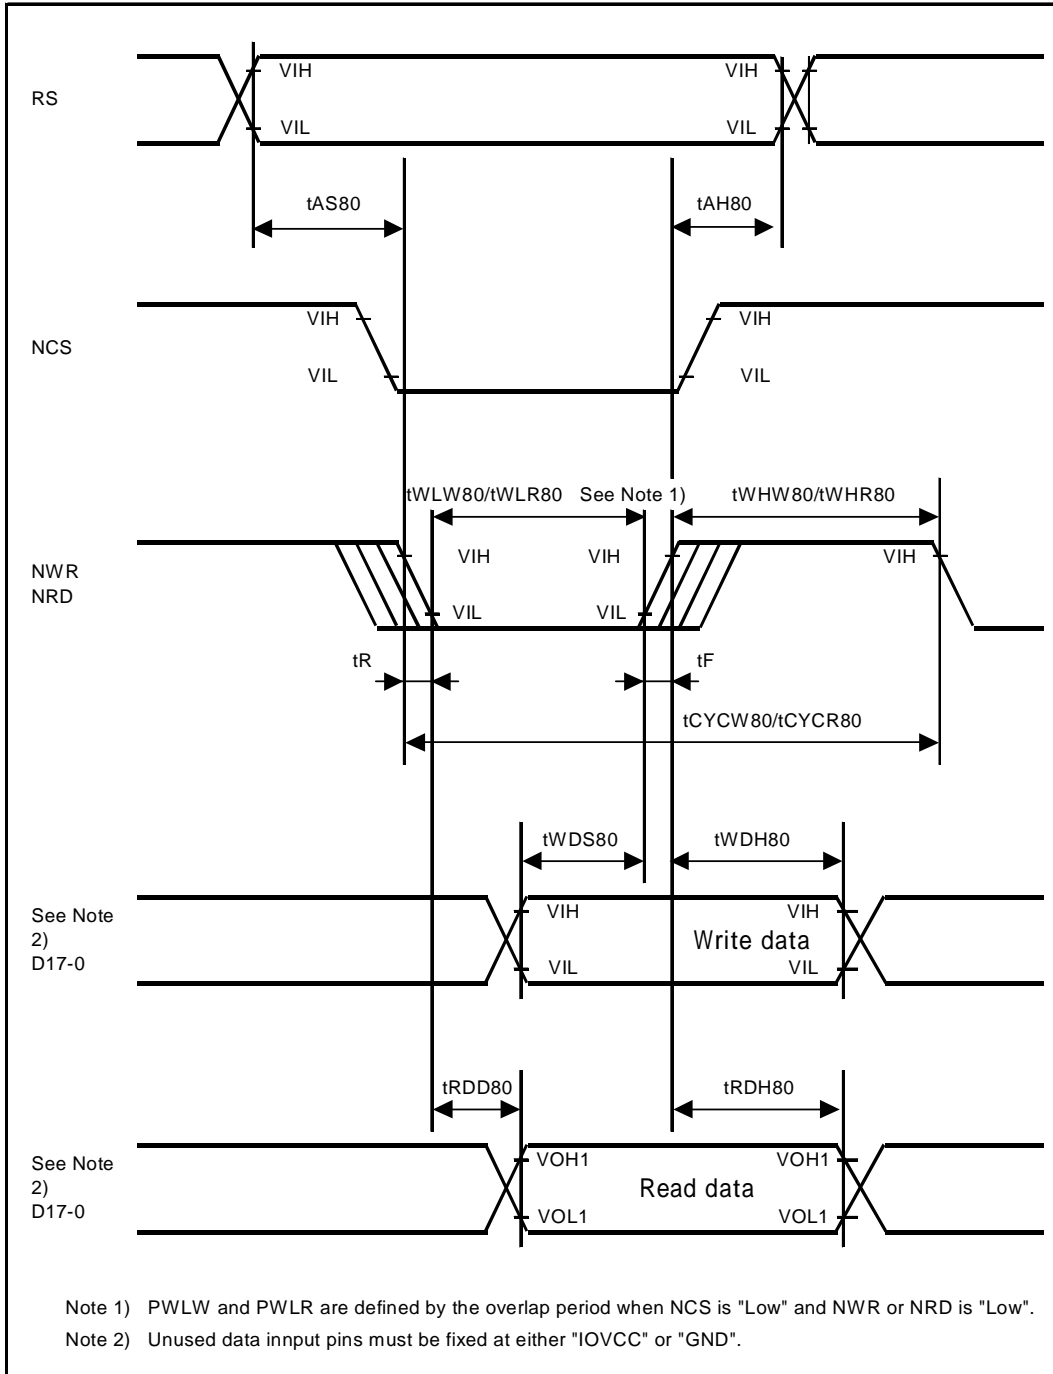 VIH VIH
RS
VIL VIL
tAS80 tAH80
VIH VIH
NCS
VIL VIL
tWLW80/tWLR80 See Note 1) tWHW80/tWHR80
VIH VIH VIH
NWR
NRD
VIL VIL
tR tF
tCYCW80/tCYCR80
tWDS80 tWDH80
See Note
2)
D17-0
VIH VIH
Write data
VIL VIL
tRDD80 tRDH80
See Note
2)
D17-0
VOH1 VOH1
Read data
VOL1 VOL1
Note 1) PWLW and PWLR are defined by the overlap period when NCS is "Low" and NWR or NRD is "Low".
Note 2) Unused data innput pins must be fixed at either "IOVCC" or "GND".